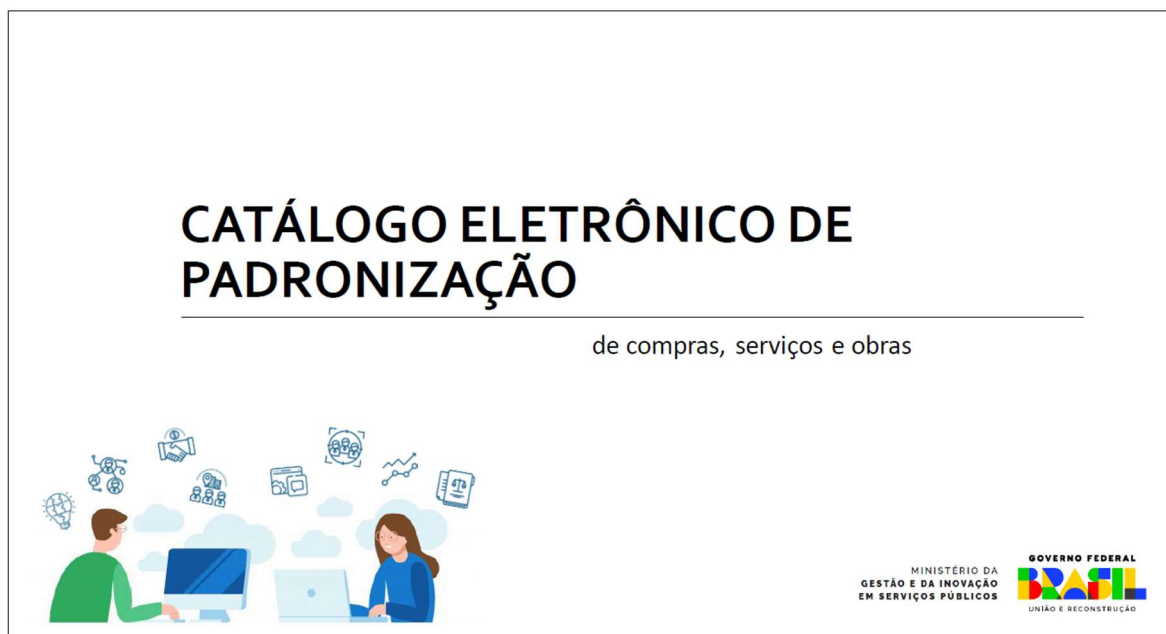 CATÁLOGO ELETRÔNICO DE
PADRONIZAÇÃO
de compras, serviços e obras
MINISTÉRIO DA
GESTÃO E DA INOVAÇÃO
EM SERVIÇOS PÚBLICOS
GOVERNO FEDERAL
BRASIL
UNIÃO E RECONSTRUÇÃO